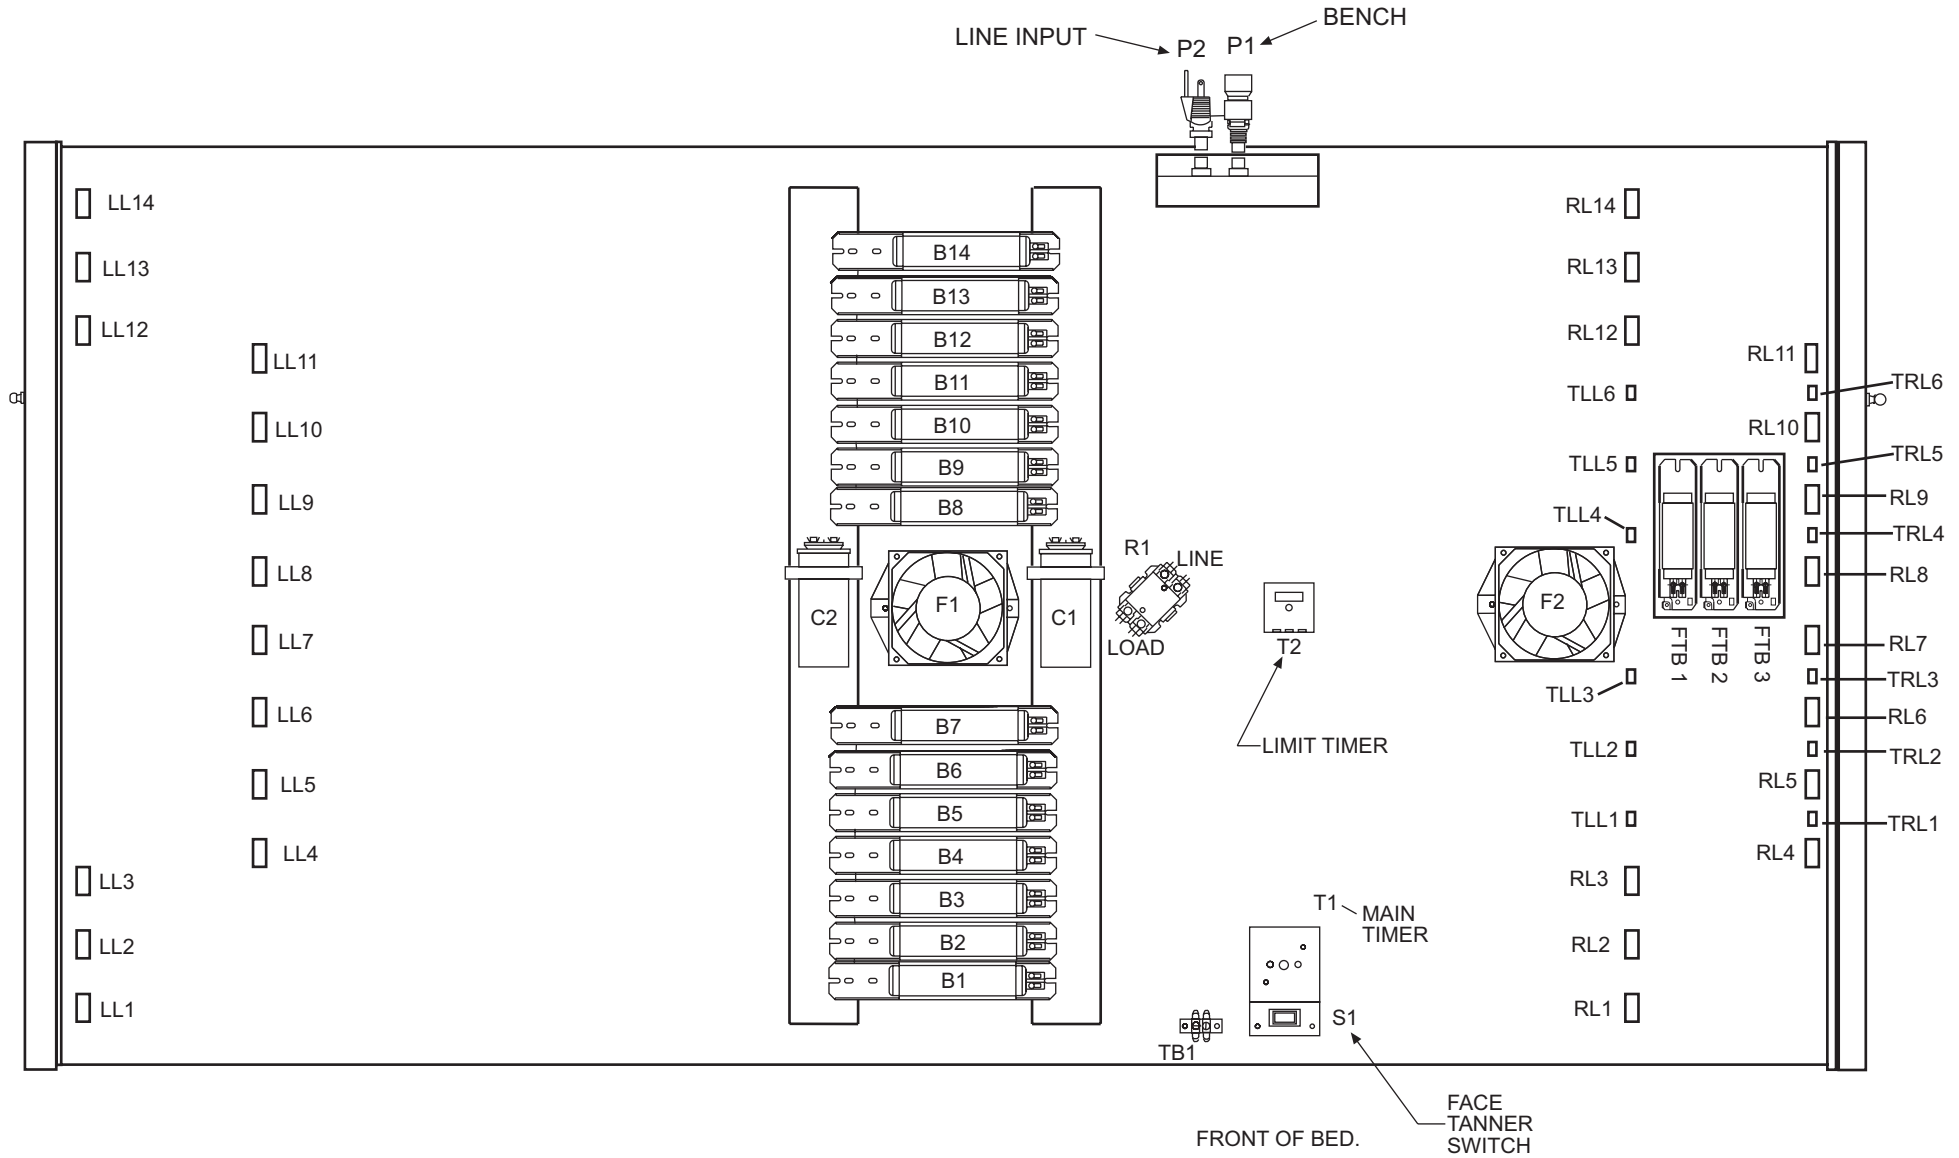 BENCH
LINE INPUT
P2
P1
LL14
LL13
LL12
LL11
LL10
LL9
LL8
LL7
LL6
LL5
LL4
LL3
LL2
LL1
B14
B13
B12
B11
B10
B9
B8
C2
F1
C1
B7
B6
B5
B4
B3
B2
B1
R1
LINE
LOAD
T2
LIMIT TIMER
T1
MAIN
TIMER
S1
TB1
FACE
TANNER
SWITCH
FRONT OF BED.
RL14
RL13
RL12
TLL6
TLL5
TLL4
F2
TLL3
TLL2
TLL1
RL3
RL2
RL1
FTB 1
FTB 2
FTB 3
RL11
TRL6
RL10
TRL5
RL9
TRL4
RL8
RL7
TRL3
RL6
TRL2
RL5
TRL1
RL4